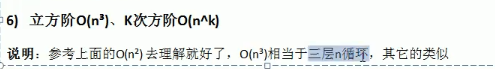 6) 立方阶O(n³)、K次方阶O(n^k)
说明：参考上面的O(n²) 去理解就好了，O(n³)相当于三层n循环，其它的类似